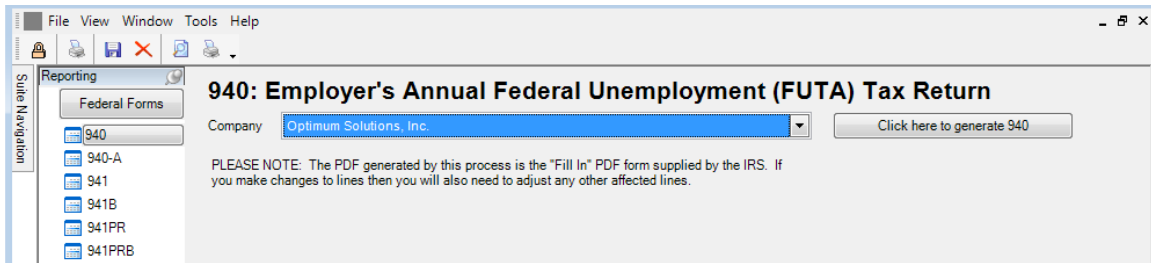 File View Window Tools Help
Suite Navigation
Reporting
Federal Forms
940
940-A
941
941B
941PR
941PRB
940: Employer's Annual Federal Unemployment (FUTA) Tax Return
Company Optimum Solutions, Inc. Click here to generate 940
PLEASE NOTE: The PDF generated by this process is the "Fill In" PDF form supplied by the IRS. If
you make changes to lines then you will also need to adjust any other affected lines.